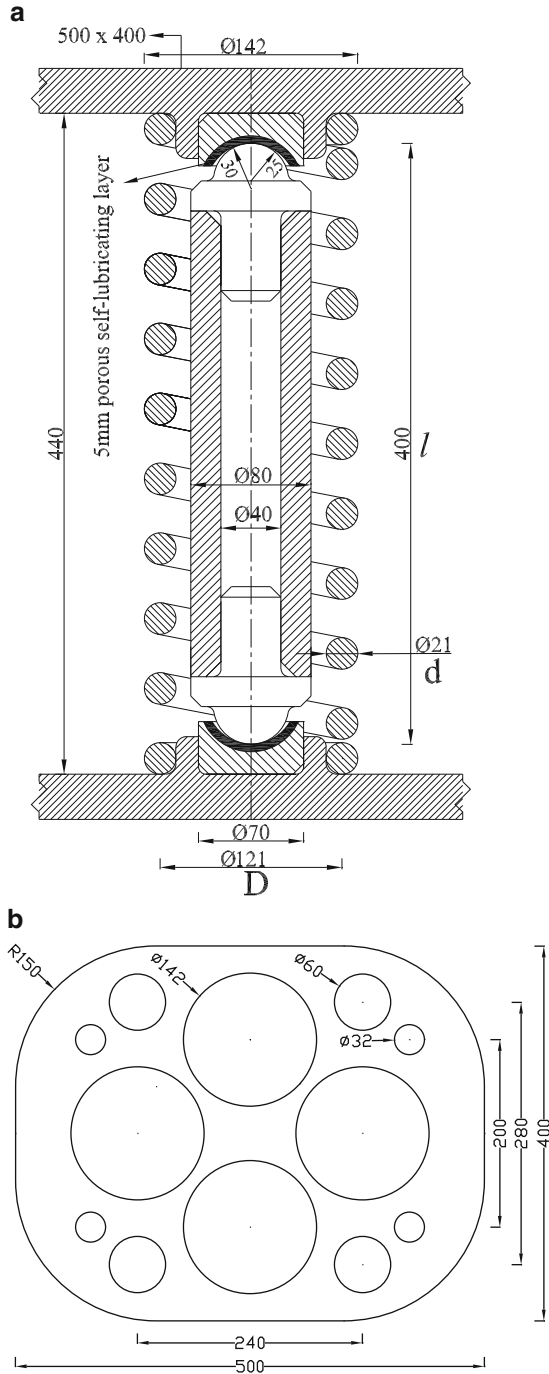 a
500 x 400
Ø142
30
25
5mm porous self-lubricating layer
440
400 l
Ø80
Ø40
Ø21
d
Ø70
Ø121
D
b
R150
ø142
ø60
ø32
200
280
400
240
500